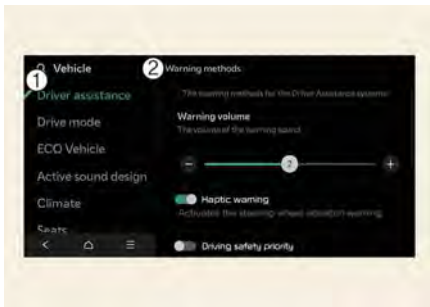 Vehicle
1
2
Warning methods
Driver assistance
The warning methods for the Driver Assistance systems
Drive mode
Warning volume
The volume of the warning sound
ECO Vehicle
2
Active sound design
Haptic warning
Activates the steering wheel vibration warning
Climate
Seats
Driving safety priority